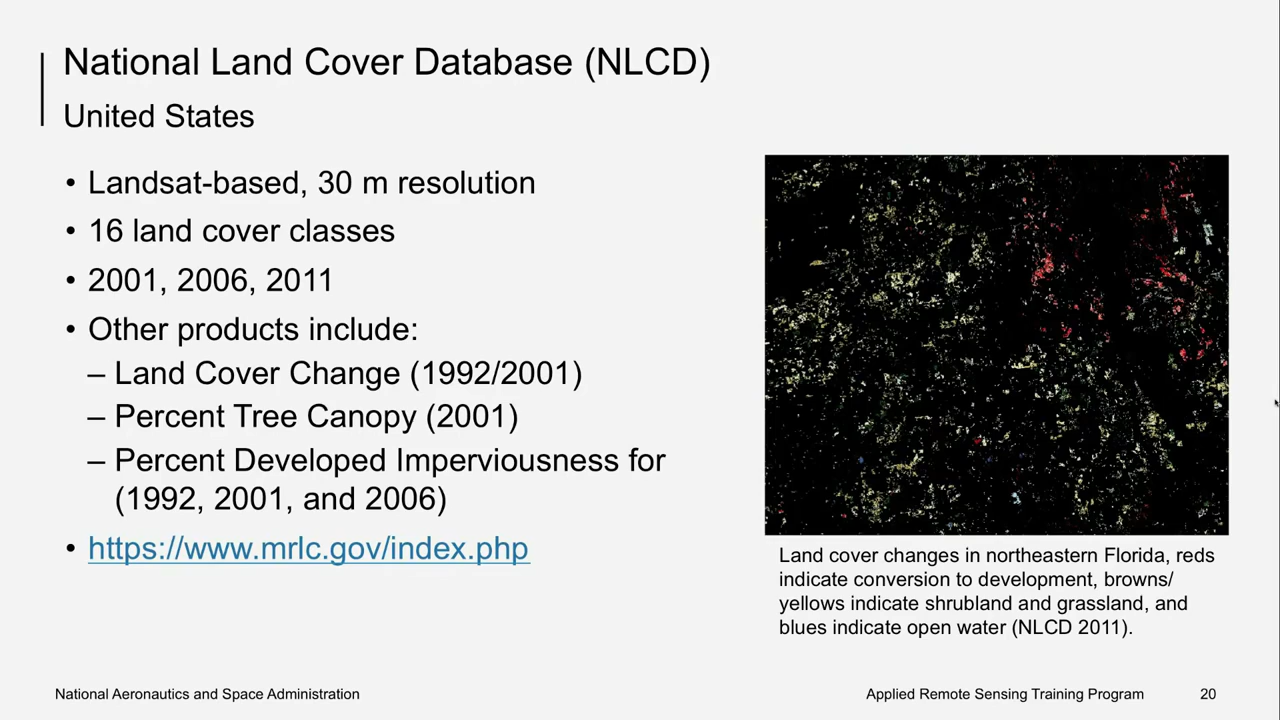 National Land Cover Database (NLCD)
United States
• Landsat-based, 30 m resolution
• 16 land cover classes
• 2001, 2006, 2011
• Other products include:
– Land Cover Change (1992/2001)
– Percent Tree Canopy (2001)
– Percent Developed Imperviousness for
(1992, 2001, and 2006)
• https://www.mrlc.gov/index.php
Land cover changes in northeastern Florida, reds
indicate conversion to development, browns/
yellows indicate shrubland and grassland, and
blues indicate open water (NLCD 2011).
National Aeronautics and Space Administration
Applied Remote Sensing Training Program
20